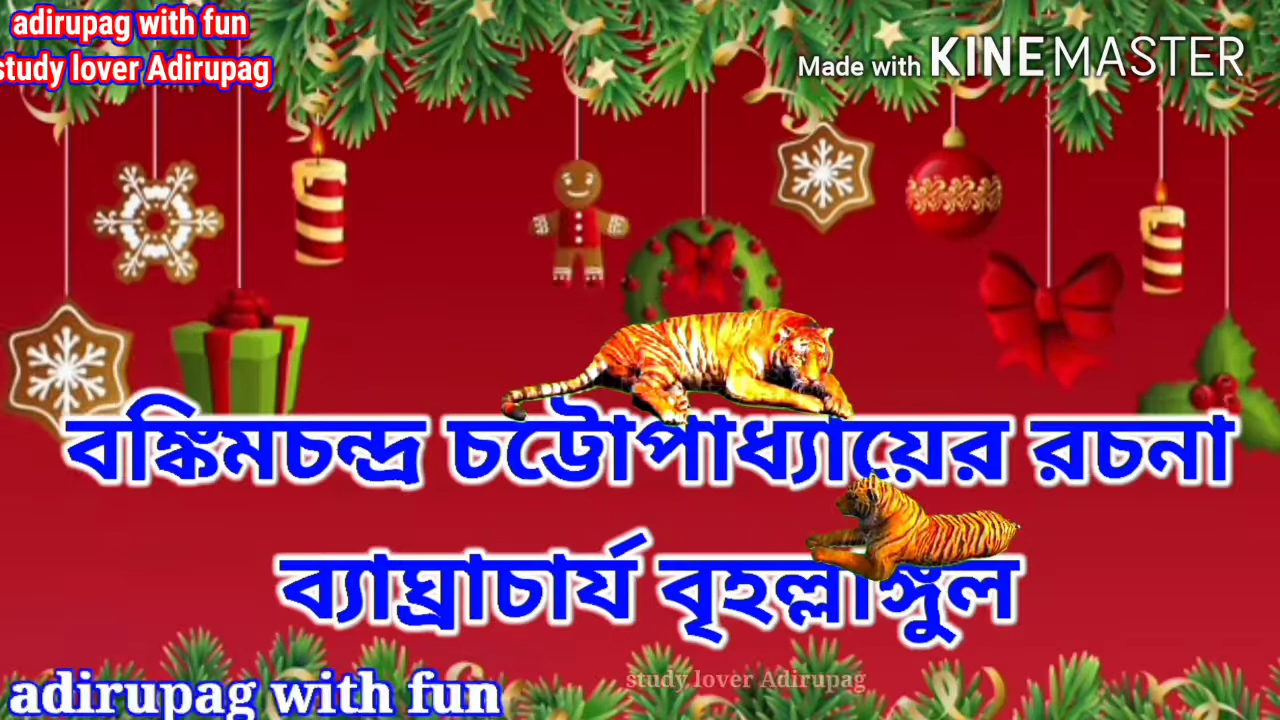 adirupag with fun
study lover Adirupag
Made with KINEMASTER
বঙ্কিমচন্দ্র চট্টোপাধ্যায়ের রচনা
ব্যাঘ্রাচার্য বৃহল্লাঙ্গুল
study lover Adirupag
adirupag with fun